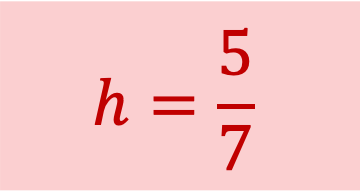 h = 5/7